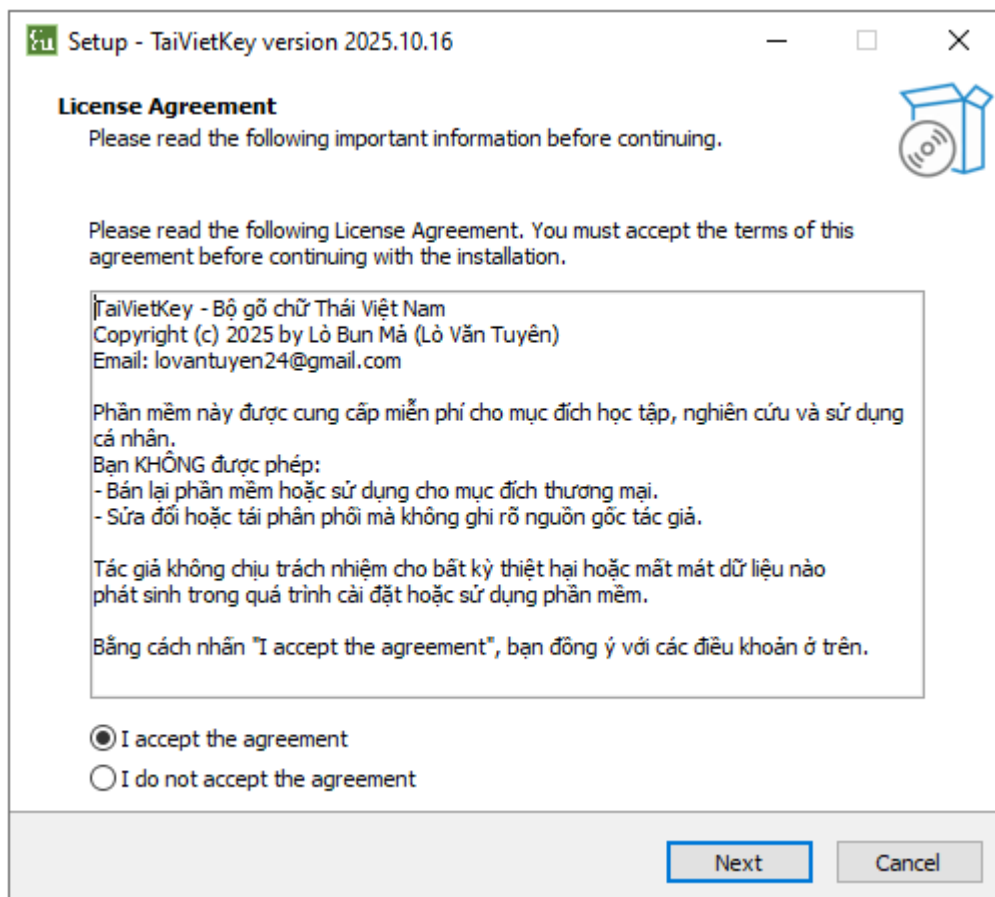 Setup - TaiVietKey version 2025.10.16
License Agreement
Please read the following important information before continuing.
Please read the following License Agreement. You must accept the terms of this
agreement before continuing with the installation.
TaiVietKey - Bộ gõ chữ Thái Việt Nam
Copyright (c) 2025 by Lò Bun Mả (Lò Văn Tuyên)
Email: lovantuyen24@gmail.com
Phần mềm này được cung cấp miễn phí cho mục đích học tập, nghiên cứu và sử dụng
cá nhân.
Bạn KHÔNG được phép:
- Bán lại phần mềm hoặc sử dụng cho mục đích thương mại.
- Sửa đổi hoặc tái phân phối mà không ghi rõ nguồn gốc tác giả.
Tác giả không chịu trách nhiệm cho bất kỳ thiệt hại hoặc mất mát dữ liệu nào
phát sinh trong quá trình cài đặt hoặc sử dụng phần mềm.
Bằng cách nhấn "I accept the agreement", bạn đồng ý với các điều khoản ở trên.
I accept the agreement
I do not accept the agreement
Next
Cancel